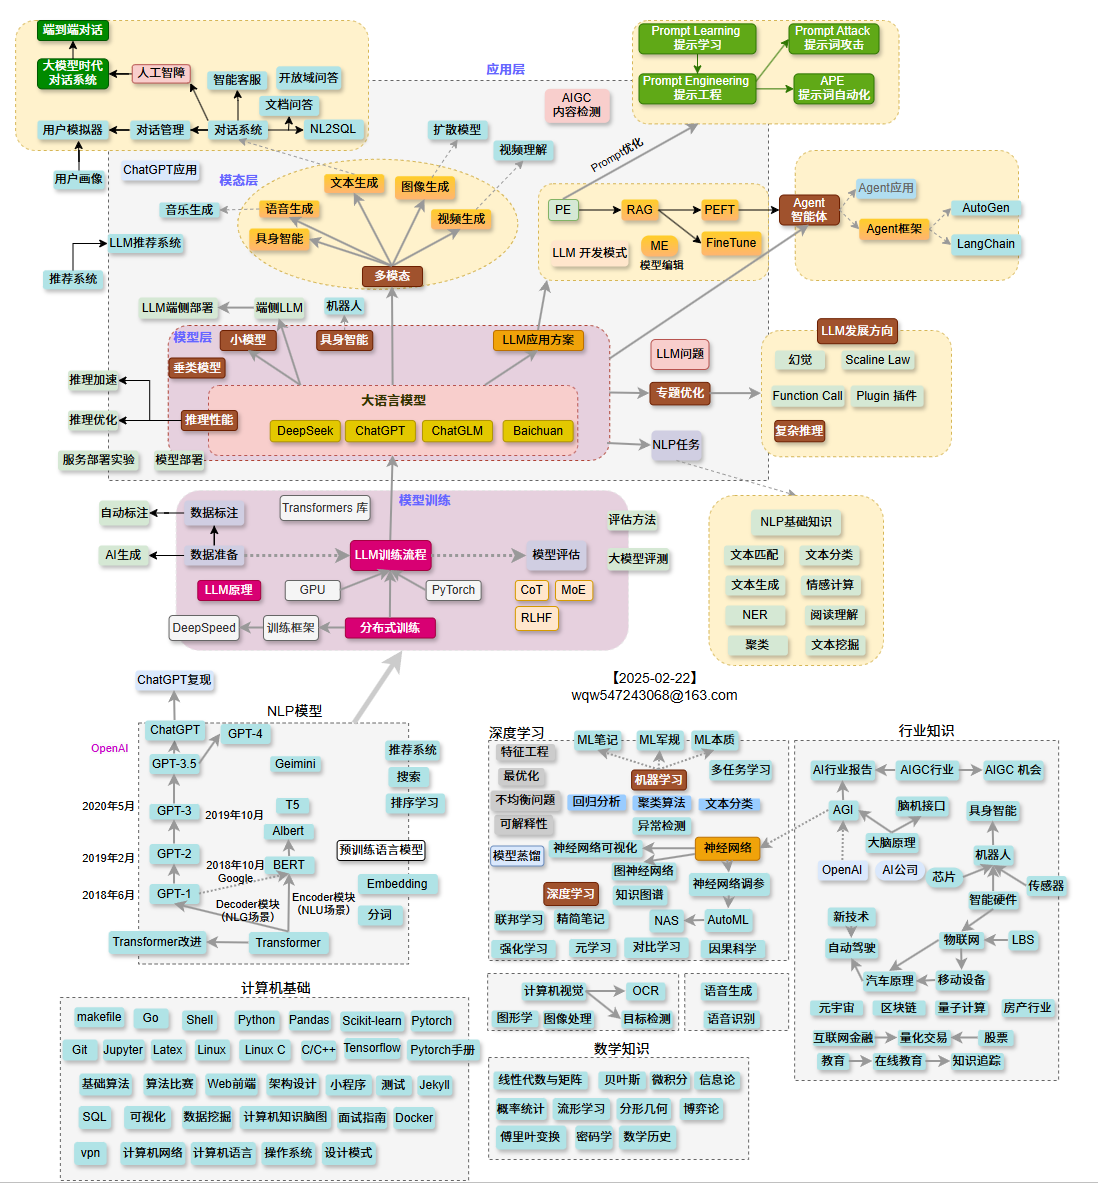 端到端对话
大模型时代
对话系统
人工智障
智能客服
开放域问答
文档问答
用户模拟器
对话管理
对话系统
NL2SQL
用户画像
ChatGPT应用
应用层
AIGC
内容检测
Prompt Learning
提示学习
Prompt Attack
提示词攻击
Prompt Engineering
提示工程
APE
提示词自动化
Prompt优化
扩散模型
视频理解
模态层
文本生成
图像生成
音乐生成
语音生成
视频生成
具身智能
多模态
LLM推荐系统
推荐系统
PE
RAG
PEFT
LLM 开发模式
ME
模型编辑
FineTune
Agent
智能体
Agent应用
Agent框架
AutoGen
LangChain
LLM端侧部署
端侧LLM
机器人
模型层
小模型
具身智能
LLM应用方案
垂类模型
推理加速
推理优化
推理性能
大语言模型
DeepSeek
ChatGPT
ChatGLM
Baichuan
服务部署实验
模型部署
LLM问题
专题优化
NLP任务
LLM发展方向
幻觉
Scaline Law
Function Call
Plugin 插件
复杂推理
模型训练
Transformers 库
自动标注
数据标注
AI生成
数据准备
LLM训练流程
模型评估
评估方法
大模型评测
LLM原理
GPU
PyTorch
CoT
MoE
RLHF
DeepSpeed
训练框架
分布式训练
NLP基础知识
文本匹配
文本分类
文本生成
情感计算
NER
阅读理解
聚类
文本挖掘
【2025-02-22】
wqw547243068@163.com
ChatGPT复现
NLP模型
ChatGPT
GPT-4
OpenAI
GPT-3.5
Geimini
推荐系统
搜索
排序学习
2020年5月
GPT-3
2019年10月
T5
Albert
2019年2月
GPT-2
2018年10月
Google
BERT
预训练语言模型
2018年6月
GPT-1
Decoder模块
(NLG场景)
Encoder模块
(NLU场景)
Embedding
分词
Transformer改进
Transformer
深度学习
ML笔记
ML军规
ML本质
特征工程
最优化
机器学习
多任务学习
不均衡问题
回归分析
聚类算法
文本分类
可解释性
异常检测
模型蒸馏
神经网络可视化
神经网络
图神经网络
神经网络调参
深度学习
知识图谱
联邦学习
精简笔记
NAS
AutoML
强化学习
元学习
对比学习
因果科学
计算机视觉
OCR
图形学
图像处理
目标检测
语音生成
语音识别
行业知识
AI行业报告
AIGC行业
AIGC 机会
AGI
脑机接口
具身智能
大脑原理
机器人
OpenAI
AI公司
芯片
传感器
智能硬件
新技术
自动驾驶
物联网
LBS
汽车原理
移动设备
元宇宙
区块链
量子计算
房产行业
互联网金融
量化交易
股票
教育
在线教育
知识追踪
计算机基础
makefile
Go
Shell
Python
Pandas
Scikit-learn
Pytorch
Git
Jupyter
Latex
Linux
Linux C
C/C++
Tensorflow
Pytorch手册
基础算法
算法比赛
Web前端
架构设计
小程序
测试
Jekyll
SQL
可视化
数据挖掘
计算机知识脑图
面试指南
Docker
vpn
计算机网络
计算机语言
操作系统
设计模式
数学知识
线性代数与矩阵
贝叶斯
微积分
信息论
概率统计
流形学习
分形几何
博弈论
傅里叶变换
密码学
数学历史